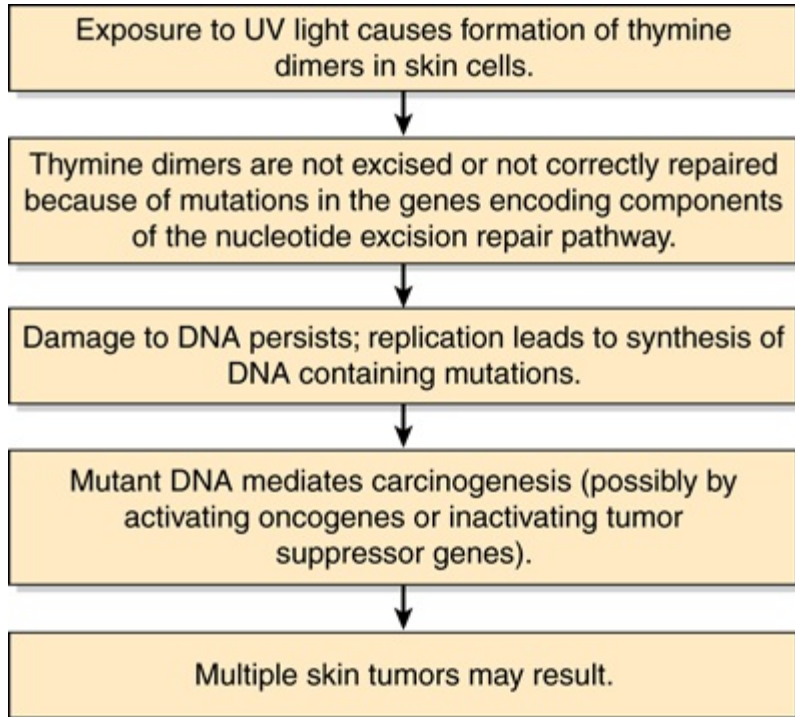 Exposure to UV light causes formation of thymine
dimers in skin cells.
Thymine dimers are not excised or not correctly repaired
because of mutations in the genes encoding components
of the nucleotide excision repair pathway.
Damage to DNA persists; replication leads to synthesis of
DNA containing mutations.
Mutant DNA mediates carcinogenesis (possibly by
activating oncogenes or inactivating tumor
suppressor genes).
Multiple skin tumors may result.